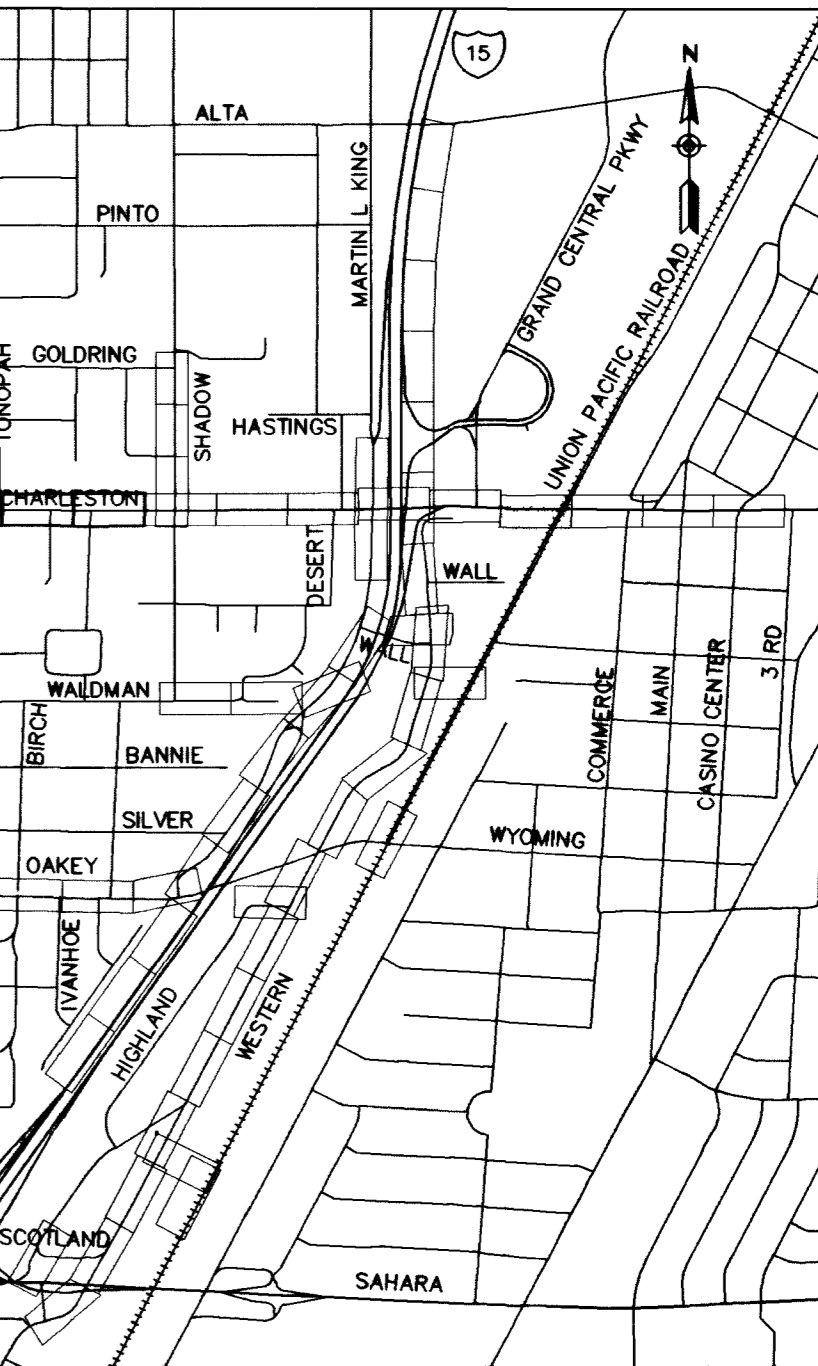 15
N
ALTA
MARTIN L KING
GRAND CENTRAL PKWY
PINTO
UNION PACIFIC RAILROAD
GOLDRING
TONOPAH
SHADOW
HASTINGS
CHARLESTON
DESERT
WALL
WALL
WALDMAN
COMMERCE
MAIN
CASINO CENTER
3 RD
BIRCH
BANNIE
SILVER
WYOMING
OAKEY
IVANHOE
HIGHLAND
WESTERN
SCOTLAND
SAHARA